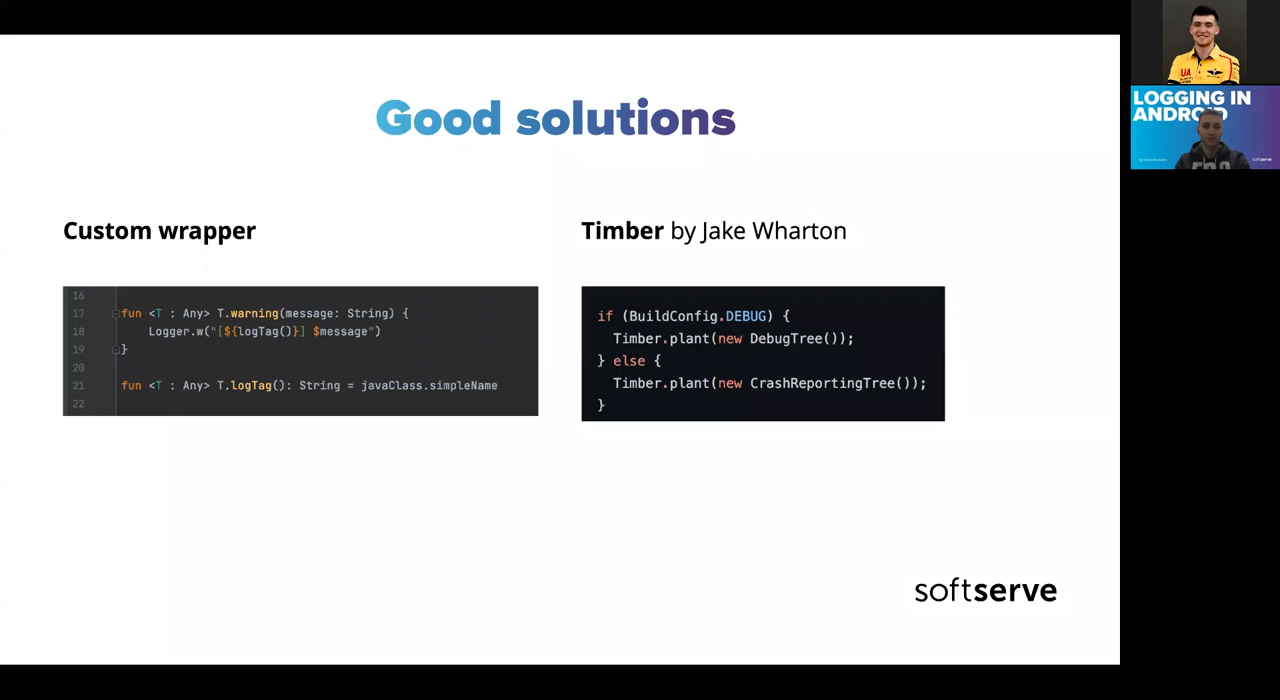 Good solutions
Custom wrapper
16
17 fun <T : Any> T.warning(message: String) {
18 Logger.w("[${logTag()}] $message")
19 }
20
21 fun <T : Any> T.logTag(): String = javaClass.simpleName
22
Timber by Jake Wharton
if (BuildConfig.DEBUG) {
Timber.plant(new DebugTree());
} else {
Timber.plant(new CrashReportingTree());
}
softserve
UA
LOGGING IN
ANDROID
softserve